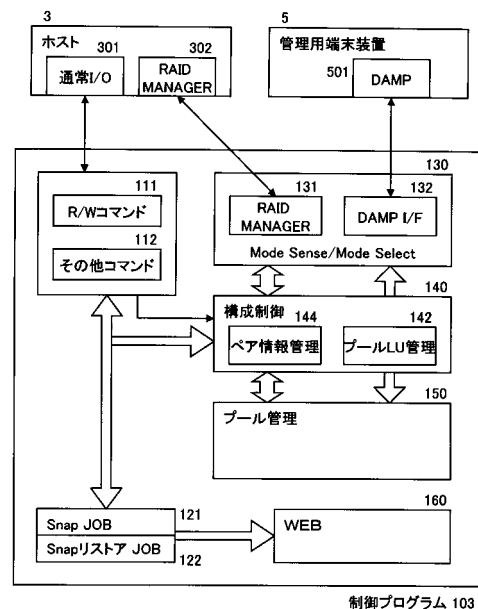 3
ホスト
301
302
通常I/O
RAID
MANAGER
5
管理用端末装置
501
DAMP
130
111
R/Wコマンド
112
その他コマンド
131
RAID
MANAGER
132
DAMP I/F
Mode Sense/Mode Select
140
構成制御
144
142
ペア情報管理
プールLU管理
150
プール管理
121
Snap JOB
Snapリストア JOB
122
160
WEB
制御プログラム 103